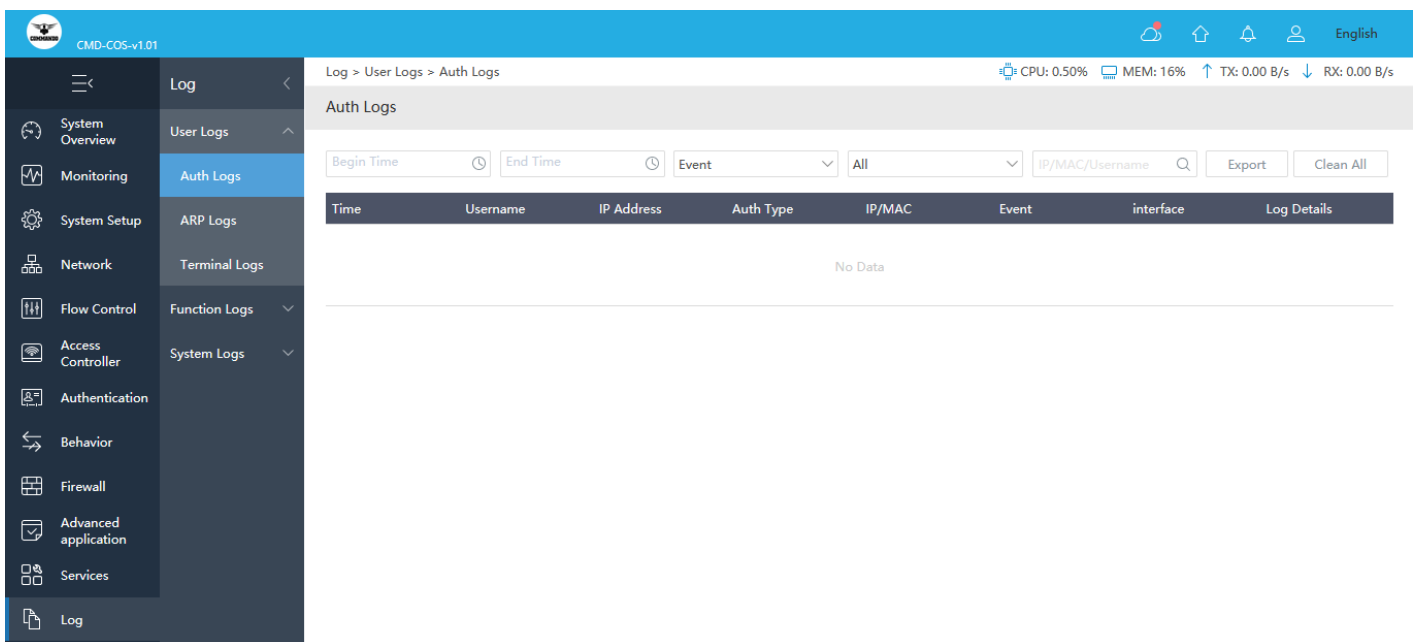 COMMANDO
CMD-COS-v1.01
English
Log
Log > User Logs > Auth Logs
CPU: 0.50% MEM: 16% TX: 0.00 B/s RX: 0.00 B/s
Auth Logs
System
Overview
Monitoring
System Setup
Network
Flow Control
Access
Controller
Authentication
Behavior
Firewall
Advanced
application
Services
Log
User Logs
Auth Logs
ARP Logs
Terminal Logs
Function Logs
System Logs
Begin Time End Time Event All IP/MAC/Username Export Clean All
Time Username IP Address Auth Type IP/MAC Event interface Log Details
No Data